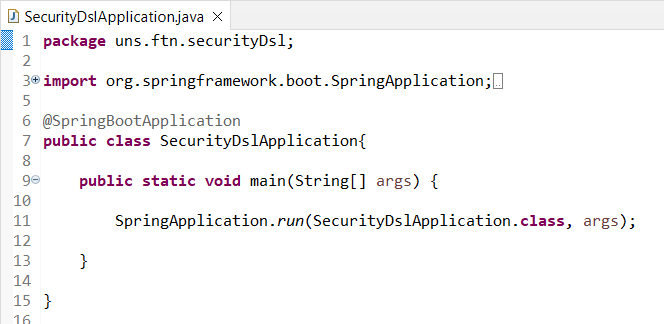 SecurityDslApplication.java
1 package uns.ftn.securityDsl;
2
3 import org.springframework.boot.SpringApplication;
5
6 @SpringBootApplication
7 public class SecurityDslApplication{
8
9 public static void main(String[] args) {
10
11 SpringApplication.run(SecurityDslApplication.class, args);
12
13 }
14
15 }
16